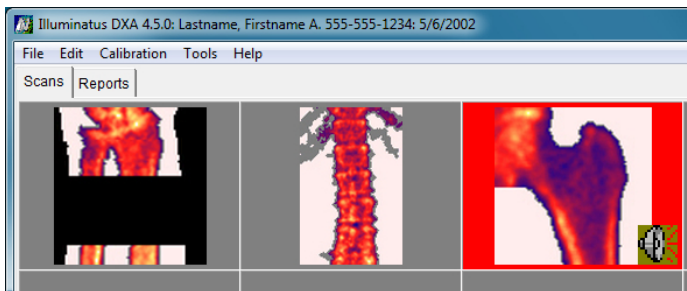 Illuminatus DXA 4.5.0: Lastname, Firstname A. 555-555-1234: 5/6/2002
File Edit Calibration Tools Help
Scans Reports